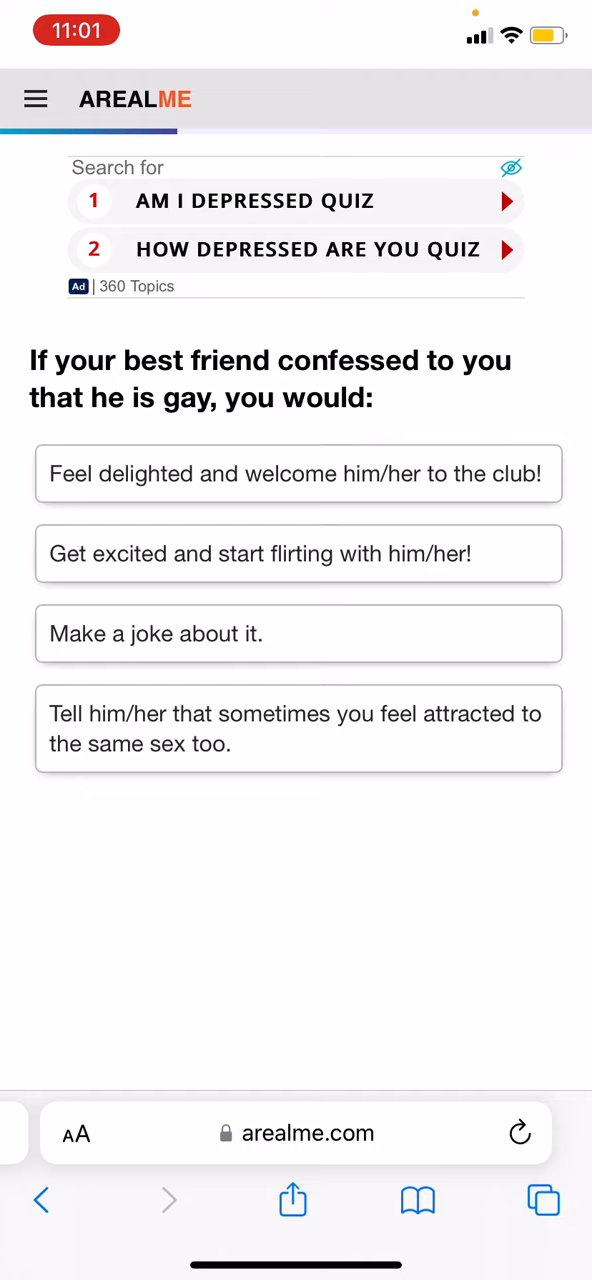 11:01
AREALME
Search for
1 AM I DEPRESSED QUIZ
2 HOW DEPRESSED ARE YOU QUIZ
Ad | 360 Topics
If your best friend confessed to you
that he is gay, you would:
Feel delighted and welcome him/her to the club!
Get excited and start flirting with him/her!
Make a joke about it.
Tell him/her that sometimes you feel attracted to
the same sex too.
AA arealme.com